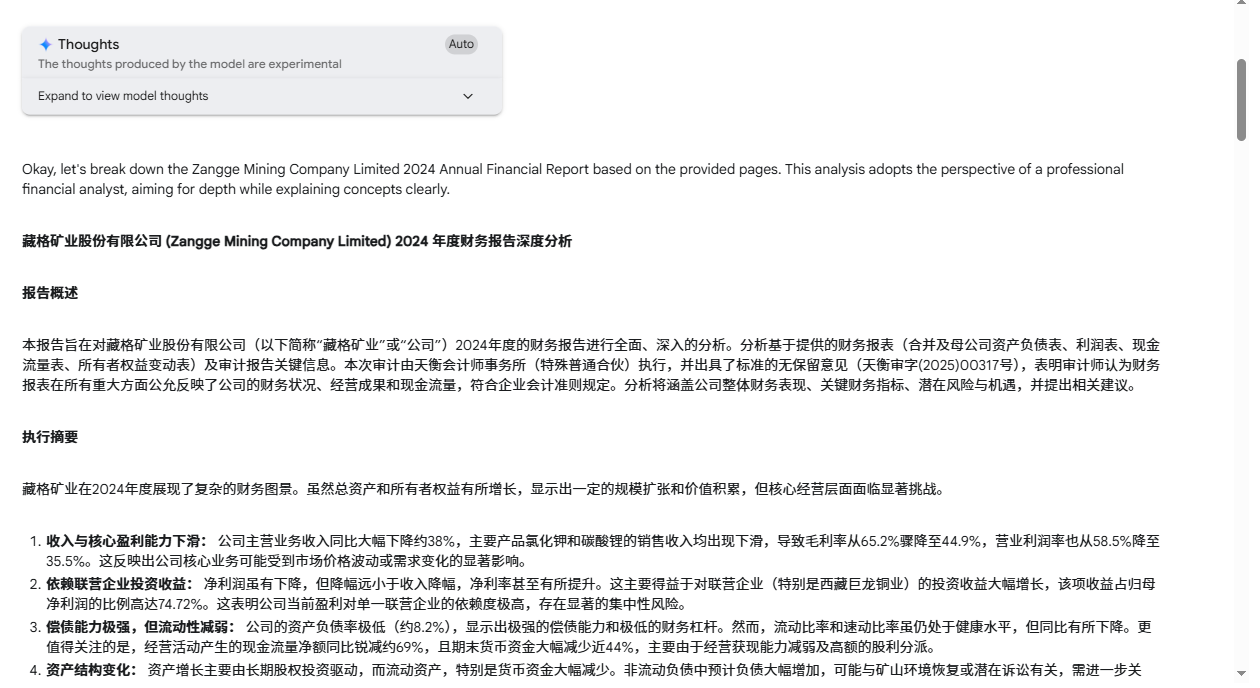 Thoughts
Auto
The thoughts produced by the model are experimental
Expand to view model thoughts
Okay, let's break down the Zangge Mining Company Limited 2024 Annual Financial Report based on the provided pages. This analysis adopts the perspective of a professional
financial analyst, aiming for depth while explaining concepts clearly.
藏格矿业股份有限公司 (Zangge Mining Company Limited) 2024 年度财务报告深度分析
报告概述
本报告旨在对藏格矿业股份有限公司（以下简称“藏格矿业”或“公司”）2024年度的财务报告进行全面、深入的分析。分析基于提供的财务报表（合并及母公司资产负债表、利润表、现金
流量表、所有者权益变动表）及审计报告关键信息。本次审计由天衡会计师事务所（特殊普通合伙）执行，并出具了标准的无保留意见（天衡审字(2025)00317号），表明审计师认为财务
报表在所有重大方面公允反映了公司的财务状况、经营成果和现金流量，符合企业会计准则规定。分析将涵盖公司整体财务表现、关键财务指标、潜在风险与机遇，并提出相关建议。
执行摘要
藏格矿业在2024年度展现了复杂的财务图景。虽然总资产和所有者权益有所增长，显示出一定的规模扩张和价值积累，但核心经营层面面临显著挑战。
1. 收入与核心盈利能力下滑： 公司主营业务收入同比大幅下降约38%，主要产品氯化钾和碳酸锂的销售收入均出现下滑，导致毛利率从65.2%骤降至44.9%，营业利润率也从58.5%降至
35.5%。这反映出公司核心业务可能受到市场价格波动或需求变化的显著影响。
2. 依赖联营企业投资收益： 净利润虽有下降，但降幅远小于收入降幅，净利率甚至有所提升。这主要得益于对联营企业（特别是西藏巨龙铜业）的投资收益大幅增长，该项收益占归母
净利润的比例高达74.72%。这表明公司当前盈利对单一联营企业的依赖度极高，存在显著的集中性风险。
3. 偿债能力极强，但流动性减弱： 公司的资产负债率极低（约8.2%），显示出极强的偿债能力和极低的财务杠杆。然而，流动比率和速动比率虽仍处于健康水平，但同比有所下降。更
值得关注的是，经营活动产生的现金流量净额同比锐减约69%，且期末货币资金大幅减少近44%，主要由于经营获现能力减弱及高额的股利分派。
4. 资产结构变化： 资产增长主要由长期股权投资驱动，而流动资产，特别是货币资金大幅减少。非流动负债中预计负债大幅增加，可能与矿山环境恢复或潜在诉讼有关，需进一步关